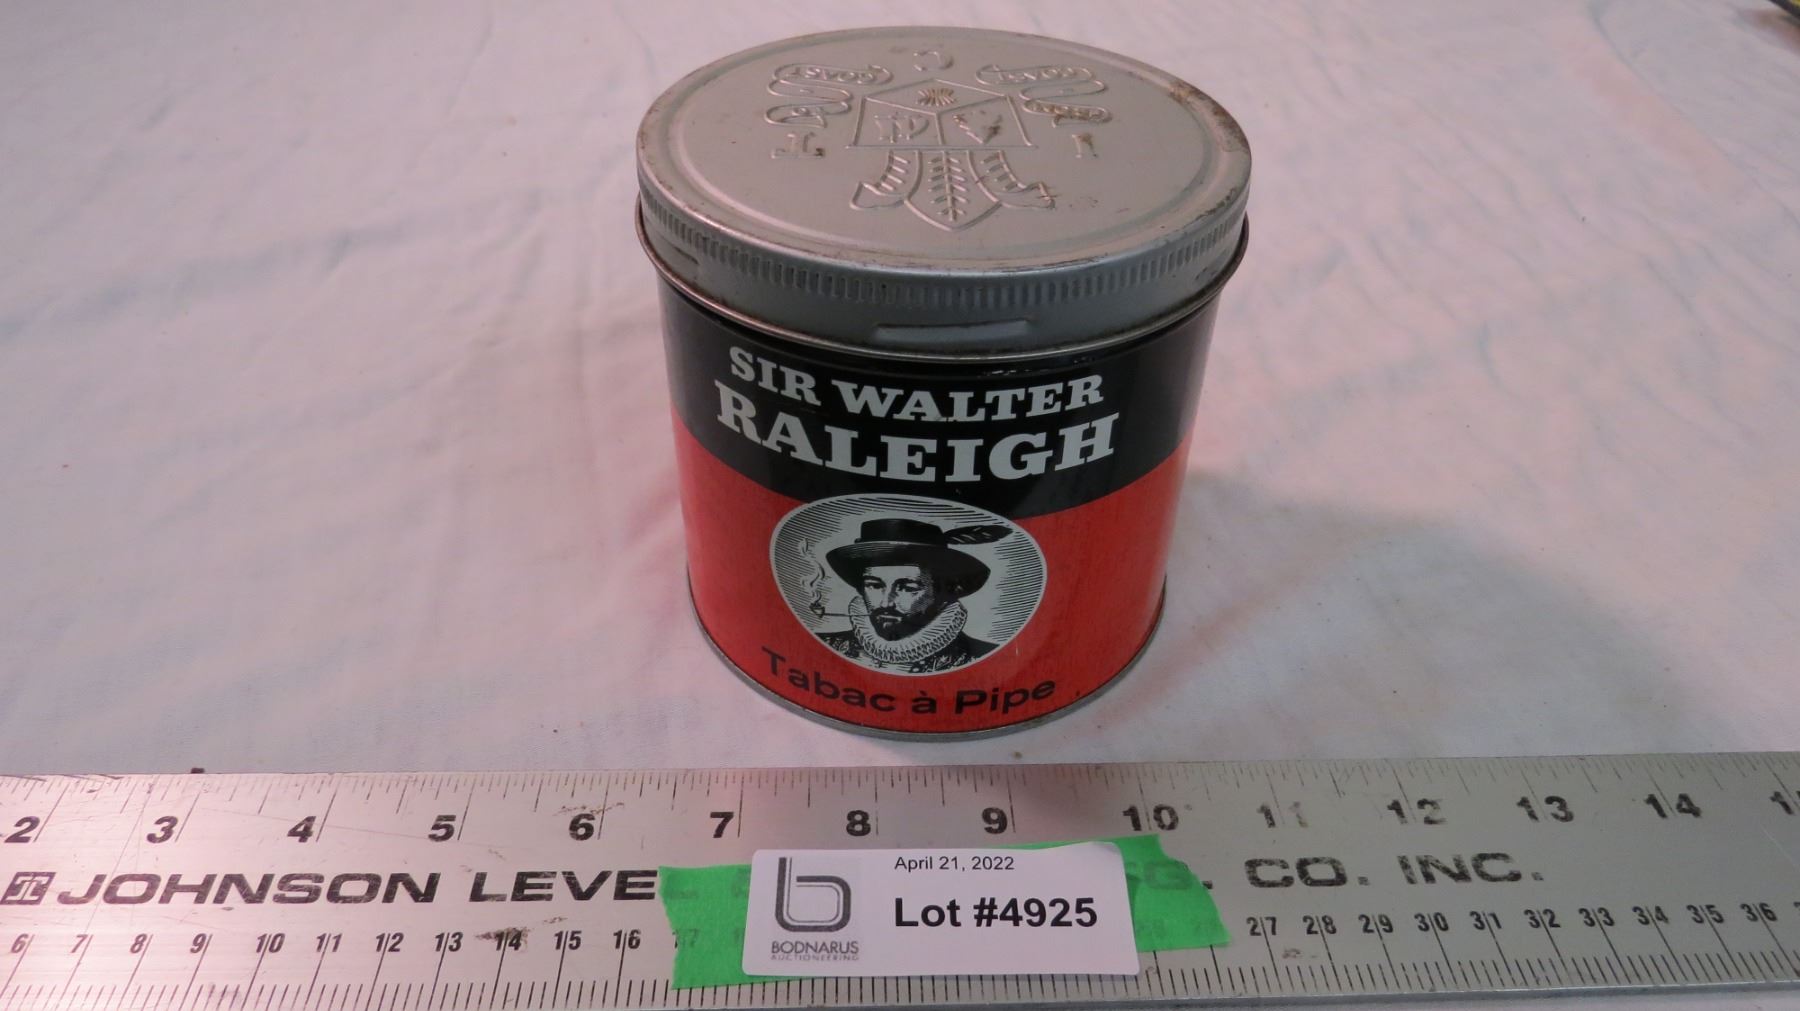 SIR WALTER
RALEIGH
Tabac à Pipe
2 3 4 5 6 7 8 9 10 11 12 13 14
JOHNSON LEVE G. CO. INC.
April 21, 2022
Lot #4925
BODNARUS
AUCTIONEERING
6 7 8 9 10 11 12 13 14 15 16 17 27 28 29 30 31 32 33 34 35 36